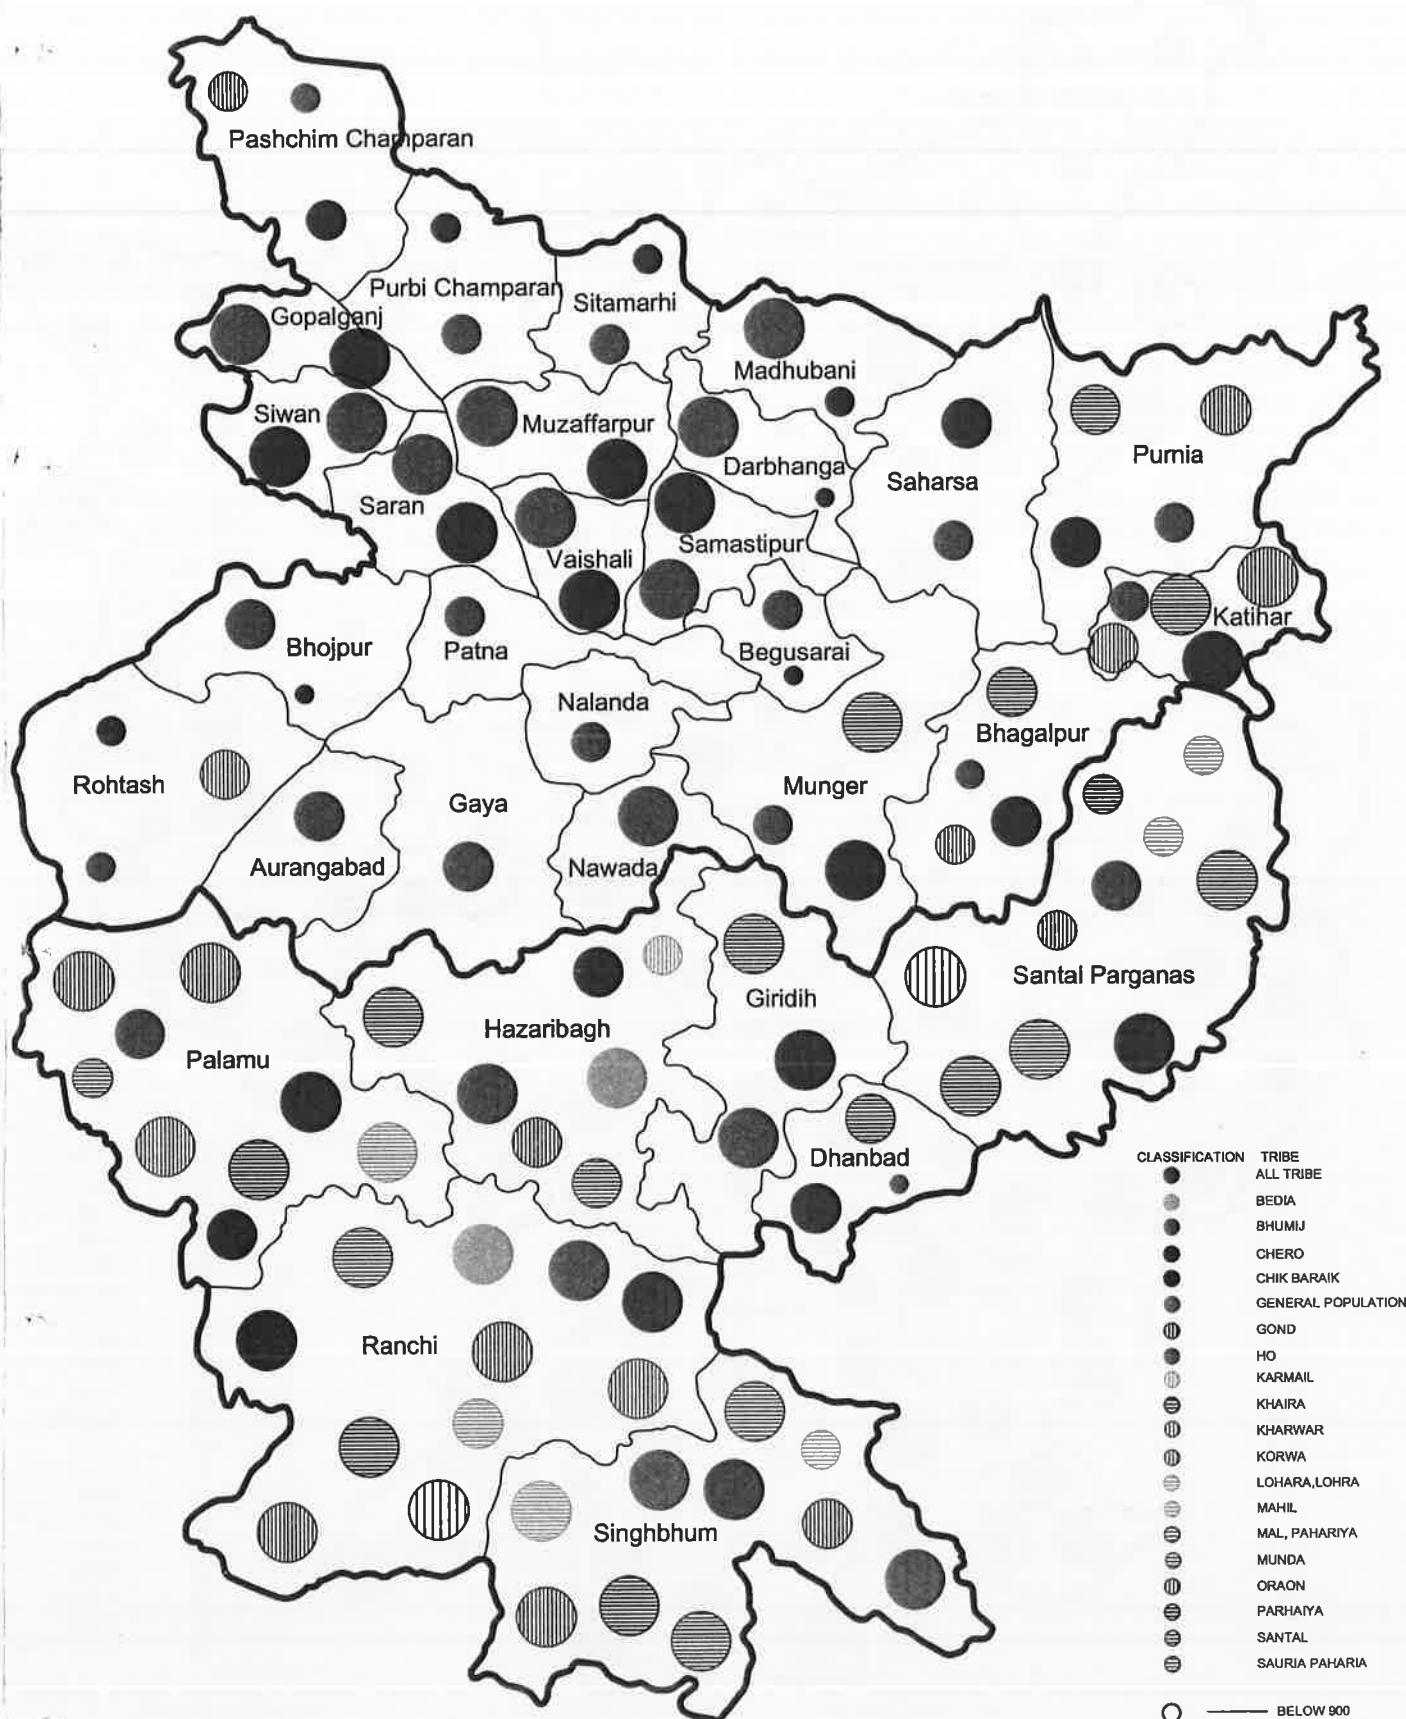 Pashchim Champaran
Purbi Champaran
Sitamarhi
Gopalganj
Madhubani
Siwan
Muzaffarpur
Darbhanga
Purnia
Saharsa
Saran
Samastipur
Vaishali
Katihar
Bhojpur
Patna
Begusarai
Nalanda
Bhagalpur
Rohtash
Munger
Gaya
Aurangabad
Nawada
Santal Parganas
Giridih
Hazaribagh
Palamu
Dhanbad
Ranchi
Singhbhum
CLASSIFICATION TRIBE
ALL TRIBE
BEDIA
BHUMIJ
CHERO
CHIK BARAIK
GENERAL POPULATION
GOND
HO
KARMAIL
KHAIRA
KHARWAR
KORWA
LOHARA,LOHRA
MAHIL
MAL, PAHARIYA
MUNDA
ORAON
PARHAIYA
SANTAL
SAURIA PAHARIA
BELOW 900